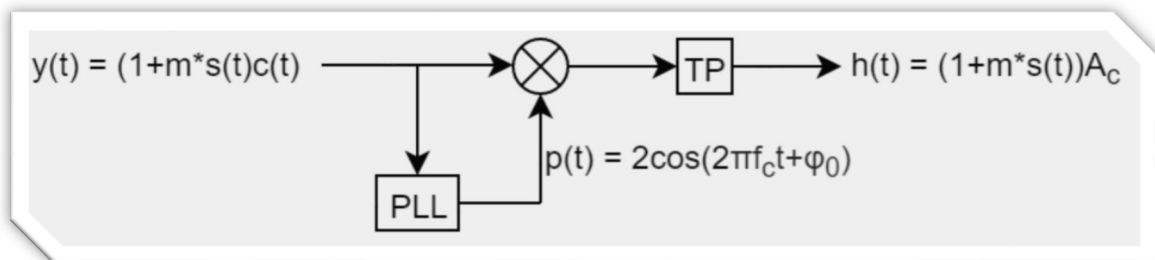 y(t) = (1+m*s(t)c(t)
TP
h(t) = (1+m*s(t))A_c
p(t) = 2cos(2πf_ct+φ_0)
PLL